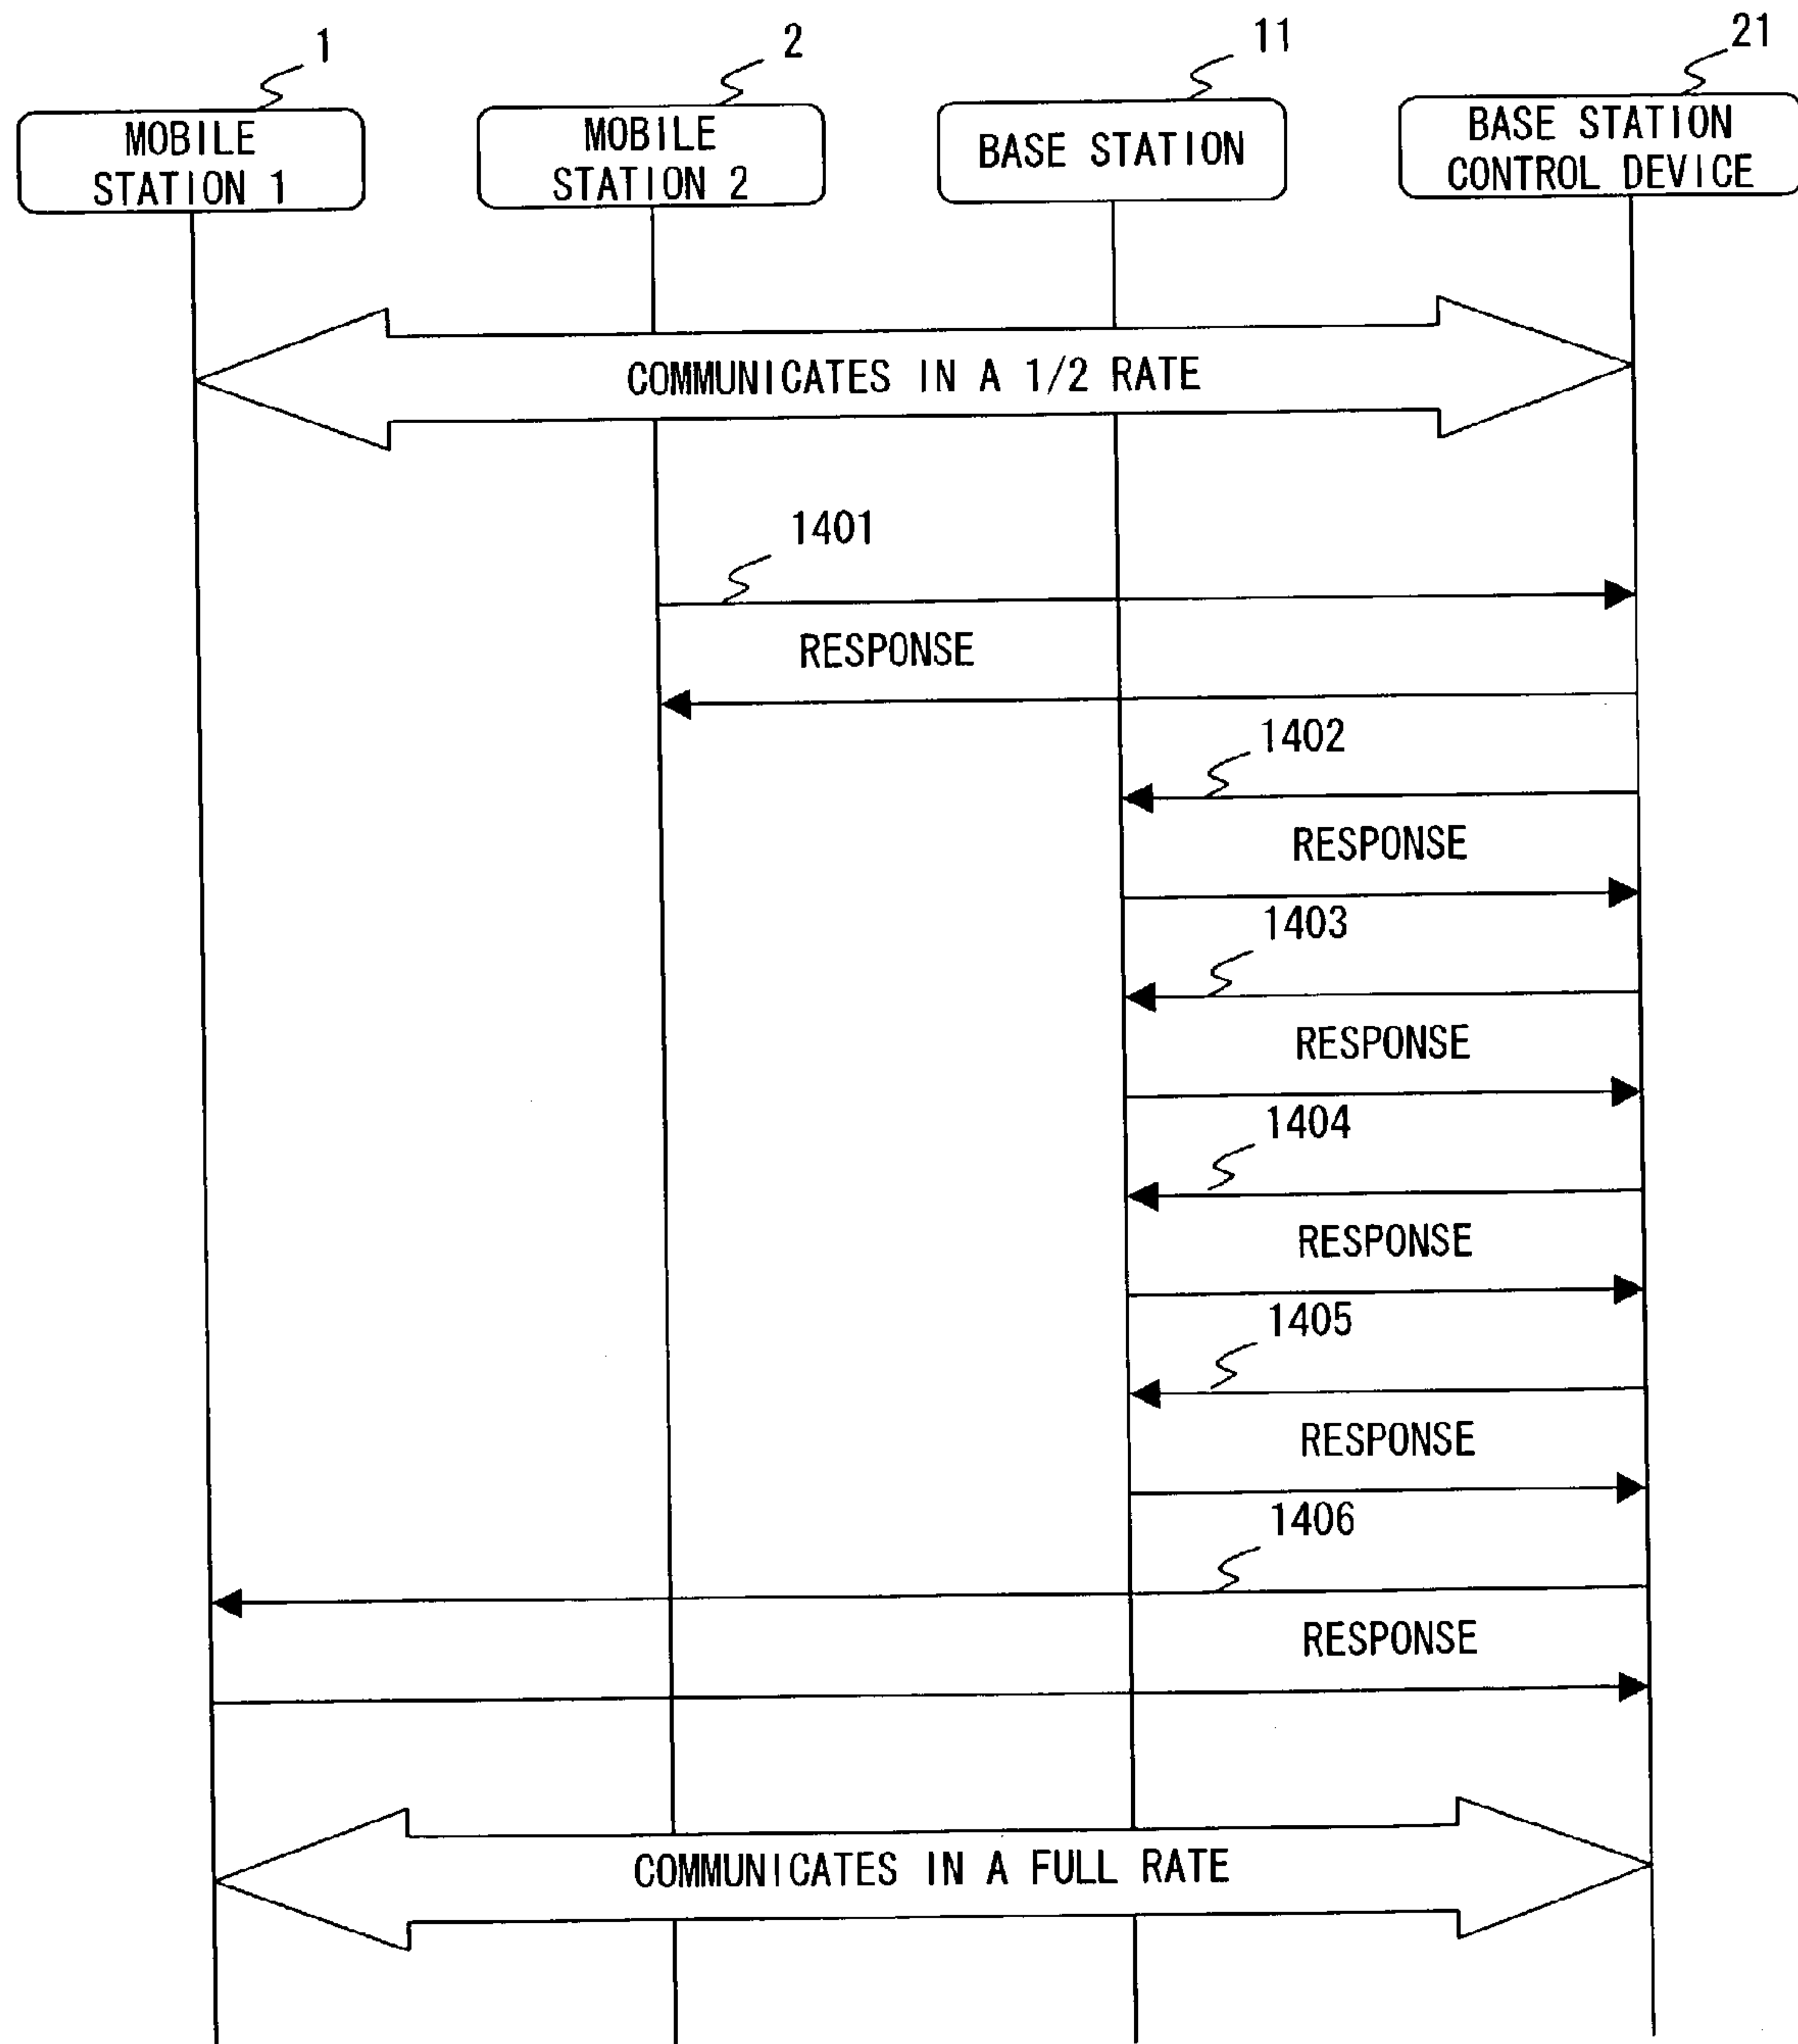 1
2
11
21
MOBILE
STATION 1
MOBILE
STATION 2
BASE STATION
BASE STATION
CONTROL DEVICE
COMMUNICATES IN A 1/2 RATE
1401
RESPONSE
1402
RESPONSE
1403
RESPONSE
1404
RESPONSE
1405
RESPONSE
1406
RESPONSE
COMMUNICATES IN A FULL RATE